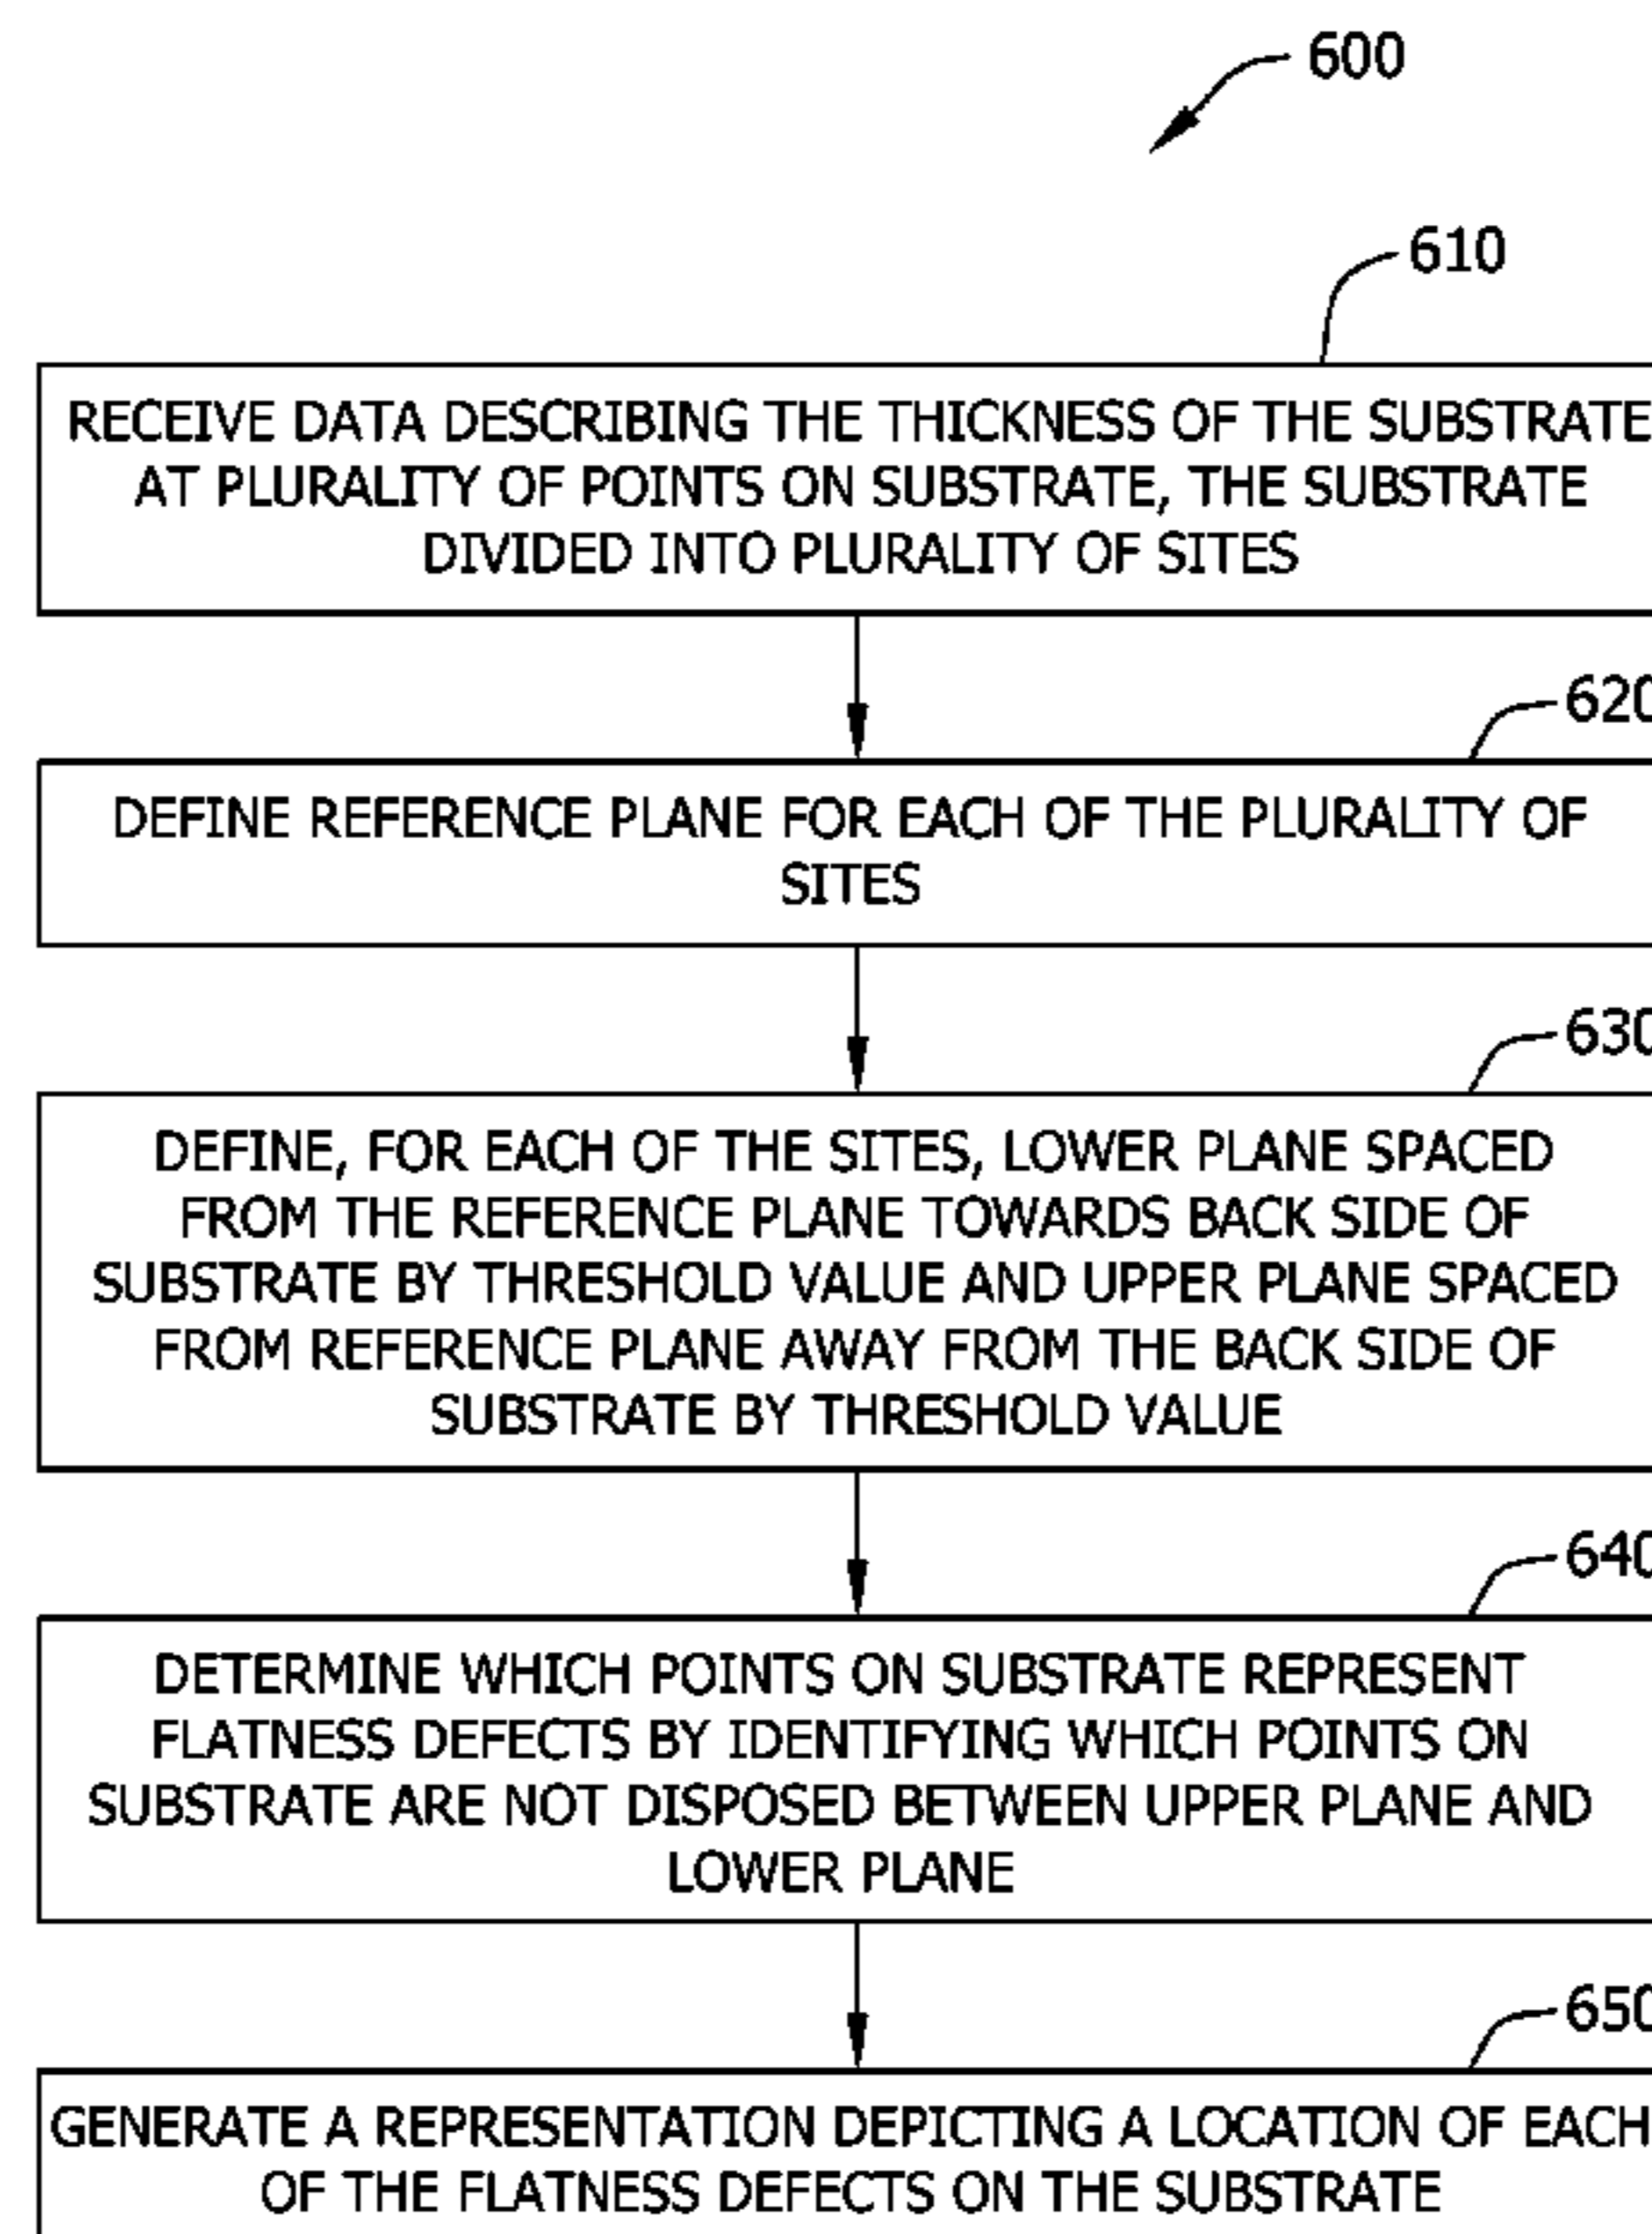 600
610
RECEIVE DATA DESCRIBING THE THICKNESS OF THE SUBSTRATE
AT PLURALITY OF POINTS ON SUBSTRATE, THE SUBSTRATE
DIVIDED INTO PLURALITY OF SITES
620
DEFINE REFERENCE PLANE FOR EACH OF THE PLURALITY OF
SITES
630
DEFINE, FOR EACH OF THE SITES, LOWER PLANE SPACED
FROM THE REFERENCE PLANE TOWARDS BACK SIDE OF
SUBSTRATE BY THRESHOLD VALUE AND UPPER PLANE SPACED
FROM REFERENCE PLANE AWAY FROM THE BACK SIDE OF
SUBSTRATE BY THRESHOLD VALUE
640
DETERMINE WHICH POINTS ON SUBSTRATE REPRESENT
FLATNESS DEFECTS BY IDENTIFYING WHICH POINTS ON
SUBSTRATE ARE NOT DISPOSED BETWEEN UPPER PLANE AND
LOWER PLANE
650
GENERATE A REPRESENTATION DEPICTING A LOCATION OF EACH
OF THE FLATNESS DEFECTS ON THE SUBSTRATE